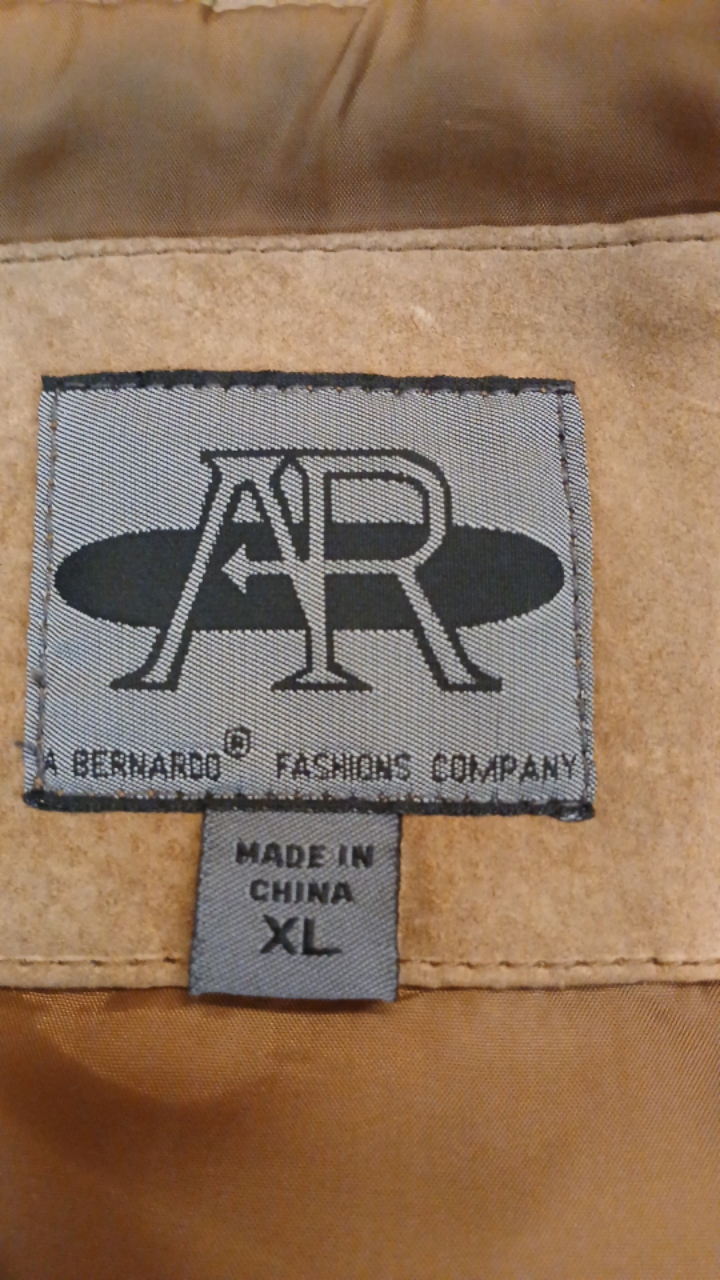 AR
A BERNARDO® FASHIONS COMPANY
MADE IN
CHINA
XL